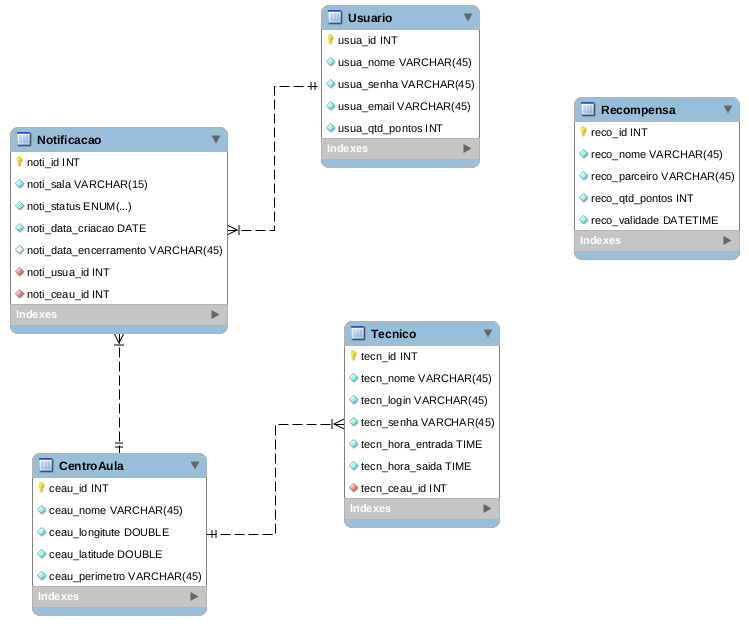 Usuario
usua_id INT
usua_nome VARCHAR(45)
usua_senha VARCHAR(45)
usua_email VARCHAR(45)
usua_qtd_pontos INT
Indexes
Recompensa
reco_id INT
reco_nome VARCHAR(45)
reco_parceiro VARCHAR(45)
reco_qtd_pontos INT
reco_validade DATETIME
Indexes
Notificacao
noti_id INT
noti_sala VARCHAR(15)
noti_status ENUM(...)
noti_data_criacao DATE
noti_data_encerramento VARCHAR(45)
noti_usua_id INT
noti_ceau_id INT
Indexes
Tecnico
tecn_id INT
tecn_nome VARCHAR(45)
tecn_login VARCHAR(45)
tecn_senha VARCHAR(45)
tecn_hora_entrada TIME
tecn_hora_saida TIME
tecn_ceau_id INT
Indexes
CentroAula
ceau_id INT
ceau_nome VARCHAR(45)
ceau_longitute DOUBLE
ceau_latitude DOUBLE
ceau_perimetro VARCHAR(45)
Indexes